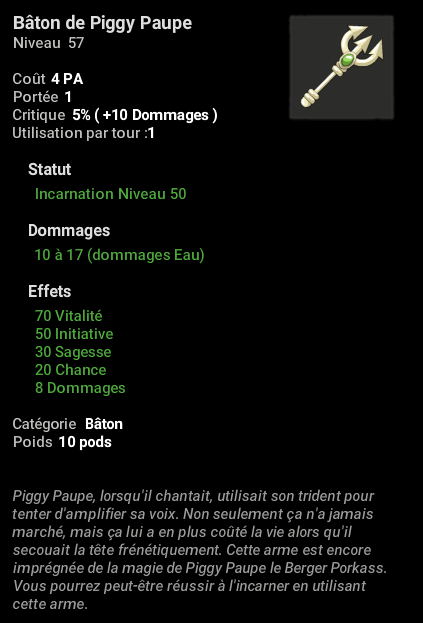 Bâton de Piggy Paupe
Niveau 57
Coût 4 PA
Portée 1
Critique 5% ( +10 Dommages )
Utilisation par tour :1
Statut
Incarnation Niveau 50
Dommages
10 à 17 (dommages Eau)
Effets
70 Vitalité
50 Initiative
30 Sagesse
20 Chance
8 Dommages
Catégorie Bâton
Poids 10 pods
Piggy Paupe, lorsqu'il chantait, utilisait son trident pour
tenter d'amplifier sa voix. Non seulement ça n'a jamais
marché, mais ça lui a en plus coûté la vie alors qu'il
secouait la tête frénétiquement. Cette arme est encore
imprégnée de la magie de Piggy Paupe le Berger Porkass.
Vous pourrez peut-être réussir à l'incarner en utilisant
cette arme.